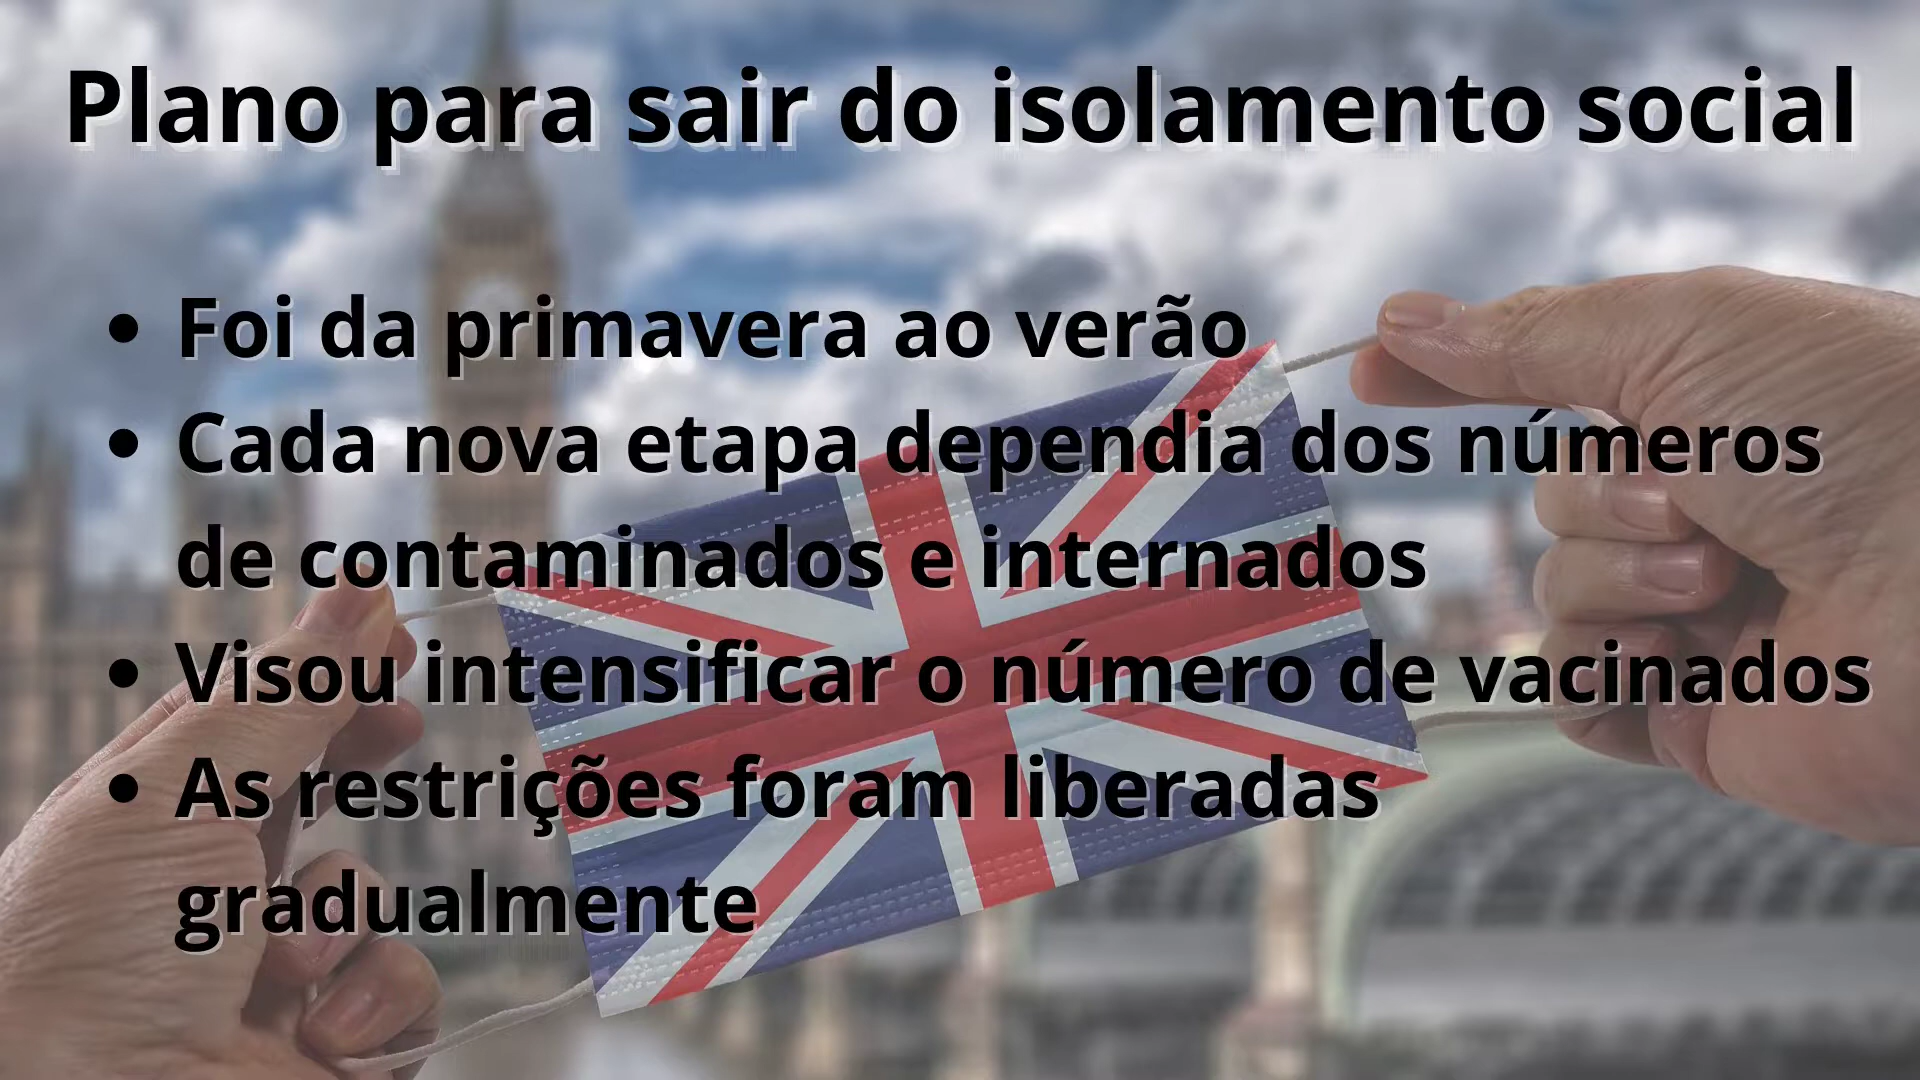 Plano para sair do isolamento social
• Foi da primavera ao verão
• Cada nova etapa dependia dos números
de contaminados e internados
• Visou intensificar o número de vacinados
• As restrições foram liberadas
gradualmente